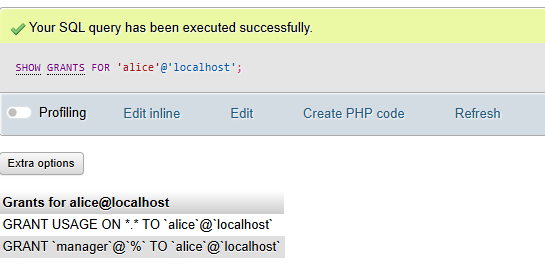 Your SQL query has been executed successfully.
SHOW GRANTS FOR 'alice'@'localhost';
Profiling Edit inline Edit Create PHP code Refresh
Extra options
Grants for alice@localhost
GRANT USAGE ON *.* TO `alice`@`localhost`
GRANT `manager`@`%` TO `alice`@`localhost`